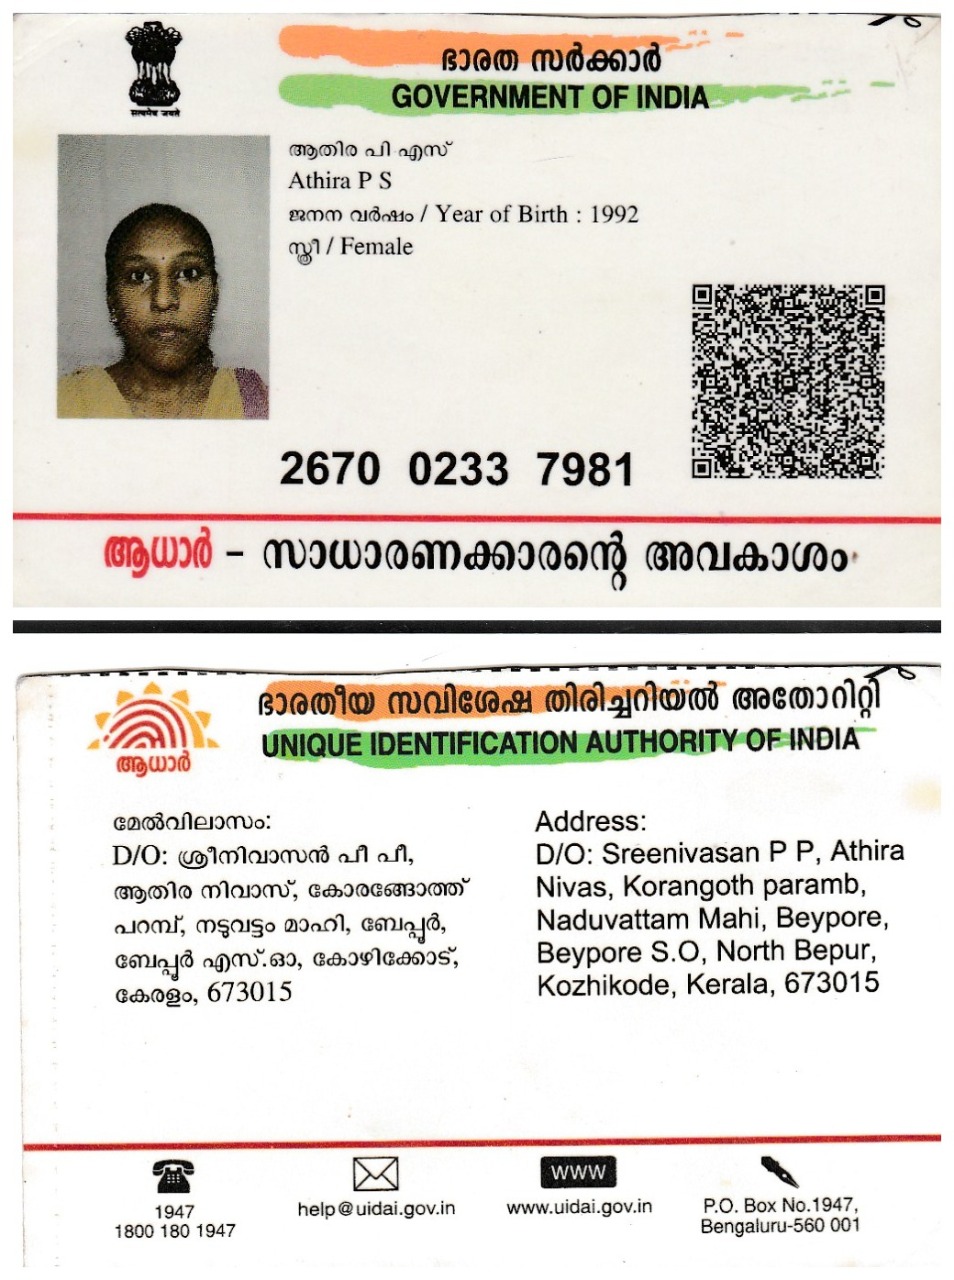 ഭാരത സർക്കാർ
GOVERNMENT OF INDIA
सत्यमेव जयते
ആതിര പി എസ്
Athira P S
ജനന വർഷം / Year of Birth : 1992
സ്ത്രീ / Female
2670 0233 7981
ആധാർ - സാധാരണക്കാരന്റെ അവകാശം
ഭാരതീയ സവിശേഷ തിരിച്ചറിയൽ അതോറിറ്റി
UNIQUE IDENTIFICATION AUTHORITY OF INDIA
ആധാർ
മേൽവിലാസം:
D/O: ശ്രീനിവാസൻ പീ പീ,
ആതിര നിവാസ്, കോരങ്ങോത്ത്
പറമ്പ്, നടുവട്ടം മാഹി, ബേപ്പൂർ,
ബേപ്പൂർ എസ്.ഓ, കോഴിക്കോട്,
കേരളം, 673015
Address:
D/O: Sreenivasan P P, Athira
Nivas, Korangoth paramb,
Naduvattam Mahi, Beypore,
Beypore S.O, North Bepur,
Kozhikode, Kerala, 673015
1947
1800 180 1947
help@uidai.gov.in
www
www.uidai.gov.in
P.O. Box No.1947,
Bengaluru-560 001